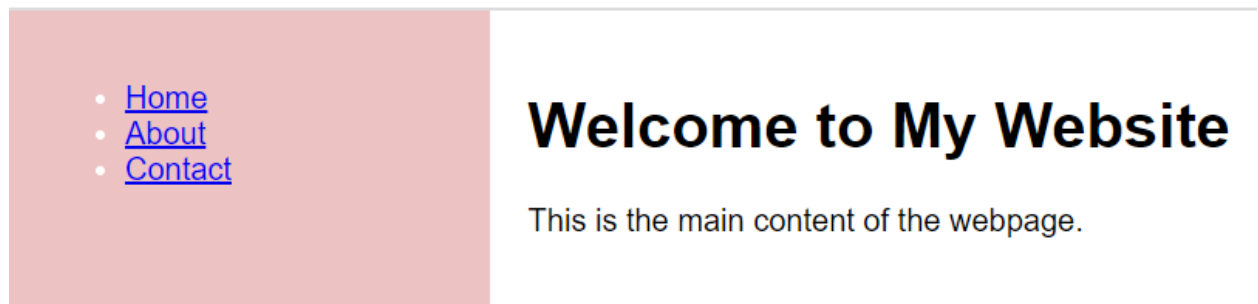 Home
About
Contact
Welcome to My Website
This is the main content of the webpage.